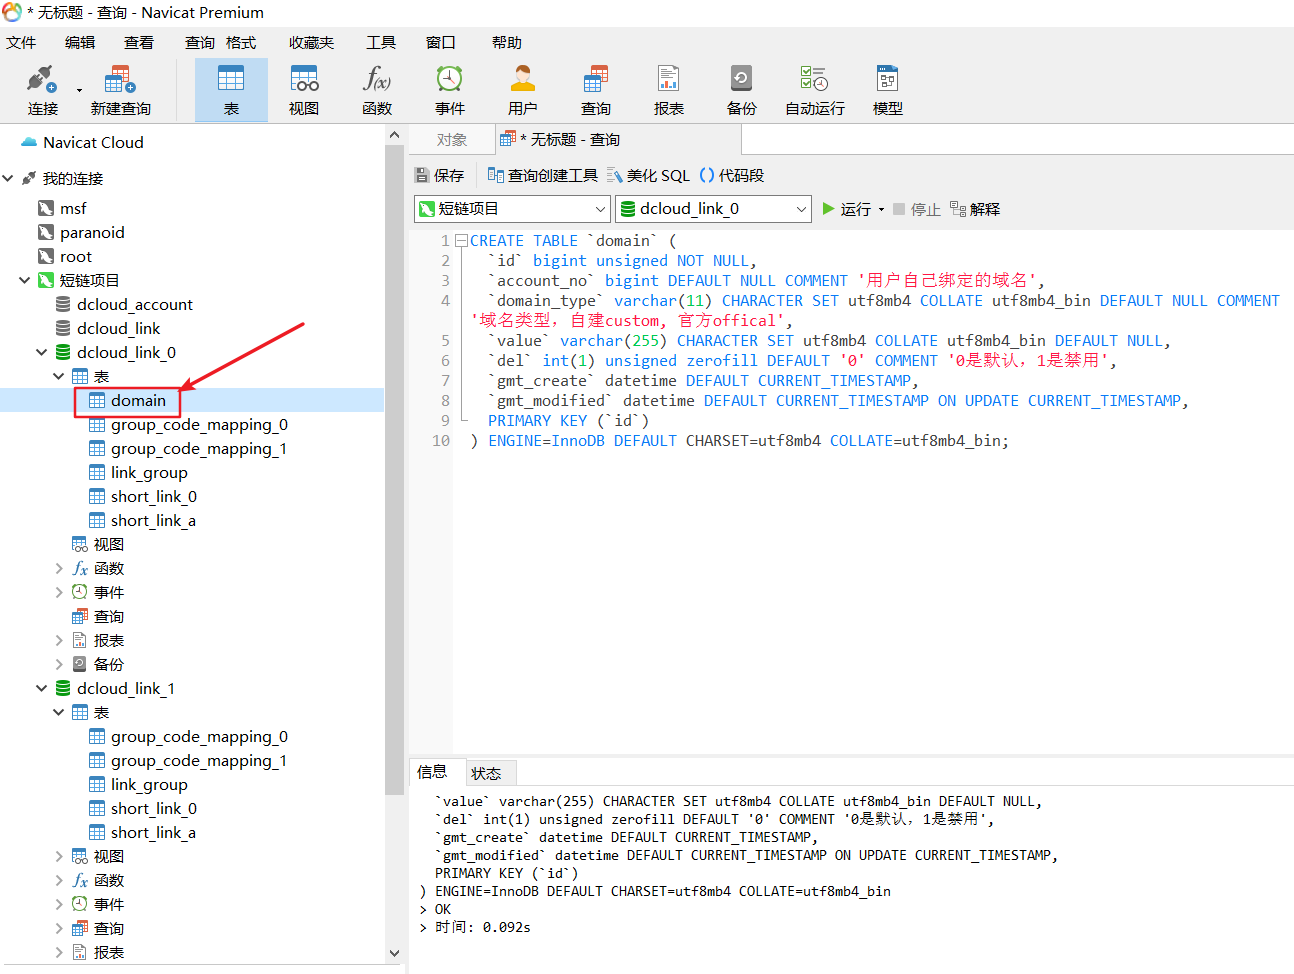 * 无标题 - 查询 - Navicat Premium
文件 编辑 查看 查询 格式 收藏夹 工具 窗口 帮助
连接 新建查询 表 视图 函数 事件 用户 查询 报表 备份 自动运行 模型
Navicat Cloud
我的连接
msf
paranoid
root
短链项目
dcloud_account
dcloud_link
dcloud_link_0
表
domain
group_code_mapping_0
group_code_mapping_1
link_group
short_link_0
short_link_a
视图
函数
事件
查询
报表
备份
dcloud_link_1
表
group_code_mapping_0
group_code_mapping_1
link_group
short_link_0
short_link_a
视图
函数
事件
查询
报表
对象 * 无标题 - 查询
保存 查询创建工具 美化 SQL () 代码段
短链项目 dcloud_link_0 运行 停止 解释
1 CREATE TABLE `domain` (
2 `id` bigint unsigned NOT NULL,
3 `account_no` bigint DEFAULT NULL COMMENT '用户自己绑定的域名',
4 `domain_type` varchar(11) CHARACTER SET utf8mb4 COLLATE utf8mb4_bin DEFAULT NULL COMMENT
'域名类型，自建custom, 官方offical',
5 `value` varchar(255) CHARACTER SET utf8mb4 COLLATE utf8mb4_bin DEFAULT NULL,
6 `del` int(1) unsigned zerofill DEFAULT '0' COMMENT '0是默认，1是禁用',
7 `gmt_create` datetime DEFAULT CURRENT_TIMESTAMP,
8 `gmt_modified` datetime DEFAULT CURRENT_TIMESTAMP ON UPDATE CURRENT_TIMESTAMP,
9 PRIMARY KEY (`id`)
10 ) ENGINE=InnoDB DEFAULT CHARSET=utf8mb4 COLLATE=utf8mb4_bin;
信息 状态
`value` varchar(255) CHARACTER SET utf8mb4 COLLATE utf8mb4_bin DEFAULT NULL,
`del` int(1) unsigned zerofill DEFAULT '0' COMMENT '0是默认，1是禁用',
`gmt_create` datetime DEFAULT CURRENT_TIMESTAMP,
`gmt_modified` datetime DEFAULT CURRENT_TIMESTAMP ON UPDATE CURRENT_TIMESTAMP,
PRIMARY KEY (`id`)
) ENGINE=InnoDB DEFAULT CHARSET=utf8mb4 COLLATE=utf8mb4_bin
> OK
> 时间: 0.092s